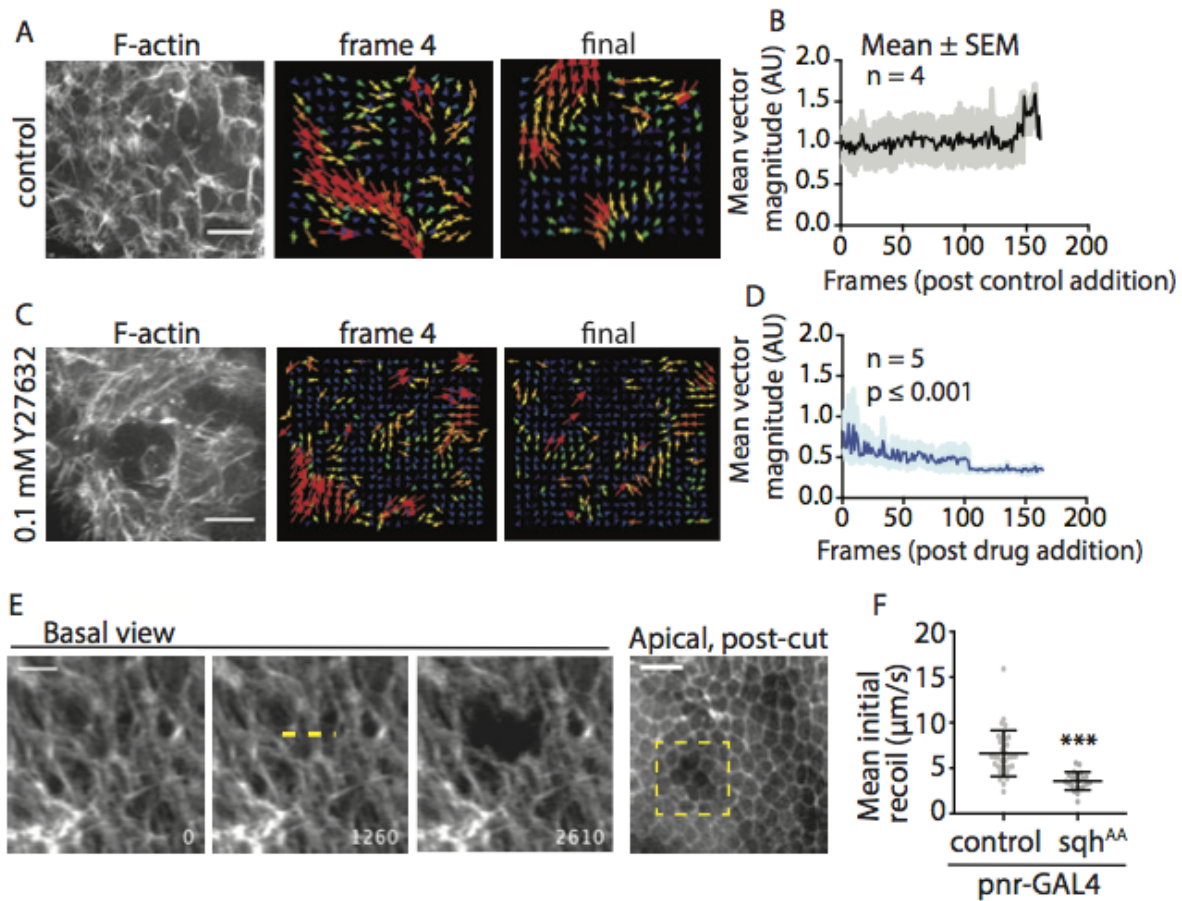 A
F-actin
frame 4
final
control
B
Mean ± SEM
n = 4
Mean vector
magnitude (AU)
2.0
1.5
1.0
0.5
0.0
0 50 100 150 200
Frames (post control addition)
C
F-actin
frame 4
final
0.1 mM Y27632
D
n = 5
p ≤ 0.001
Mean vector
magnitude (AU)
2.0
1.5
1.0
0.5
0.0
0 50 100 150 200
Frames (post drug addition)
E
Basal view
Apical, post-cut
0
1260
2610
F
Mean initial
recoil (μm/s)
20
15
10
5
0
***
control sqhᴬᴬ
pnr-GAL4